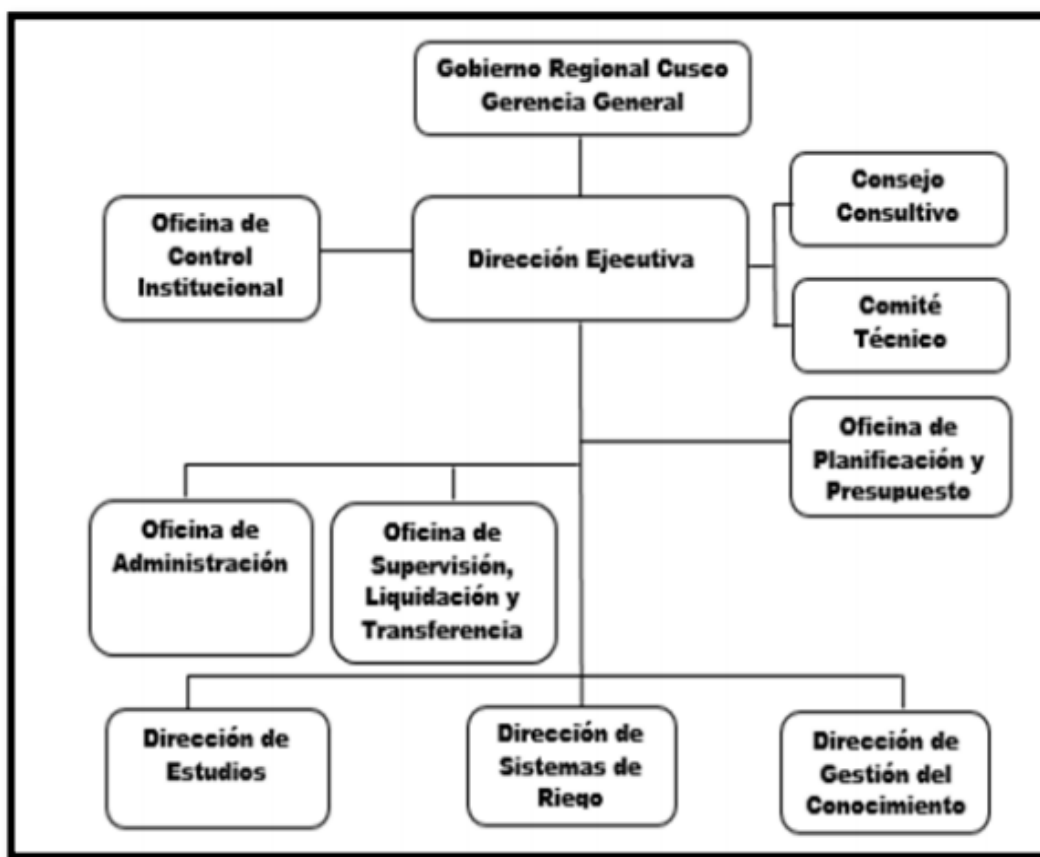 Gobierno Regional Cusco
Gerencia General
Consejo
Consultivo
Oficina de
Control
Institucional
Dirección Ejecutiva
Comité
Técnico
Oficina de
Planificación y
Presupuesto
Oficina de
Administración
Oficina de
Supervisión,
Liquidación y
Transferencia
Dirección de
Estudios
Dirección de
Sistemas de
Riego
Dirección de
Gestión del
Conocimiento